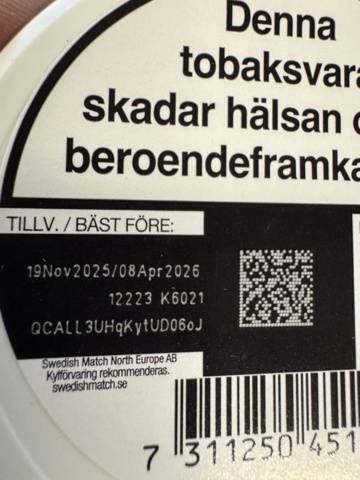 Denna
tobaksvara
skadar hälsan
TILLV. / BÄST FÖRE:
19Nov2025/08Apr2026
12223 K6021
QCALL3UHqKytUD06oJ
Swedish Match North Europe AB
Kylförvaring rekommenderas.
swedishmatch.se
7 311250 451